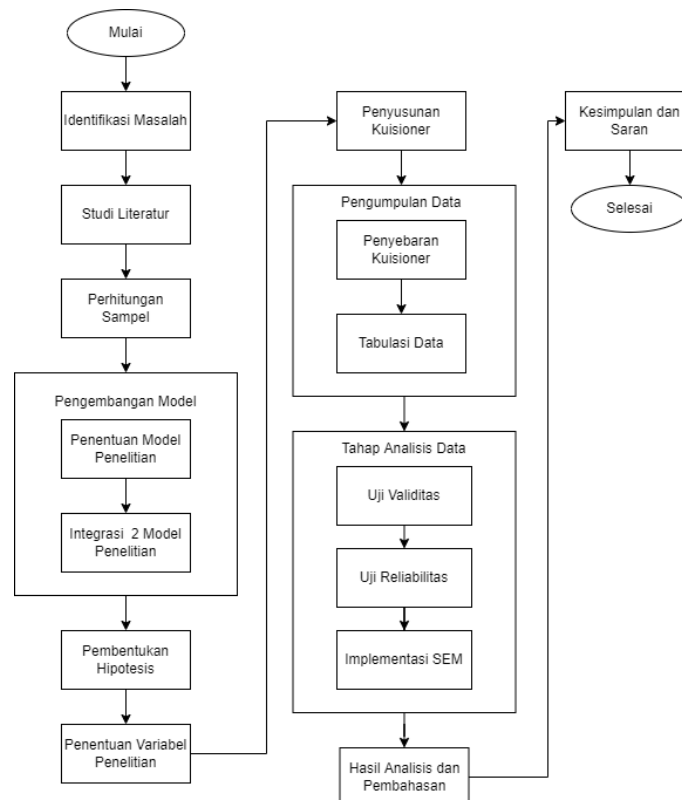 Mulai
Identifikasi Masalah
Studi Literatur
Perhitungan
Sampel
Pengembangan Model
Penentuan Model
Penelitian
Integrasi 2 Model
Penelitian
Pembentukan
Hipotesis
Penentuan Variabel
Penelitian
Penyusunan
Kuisioner
Pengumpulan Data
Penyebaran
Kuisioner
Tabulasi Data
Tahap Analisis Data
Uji Validitas
Uji Reliabilitas
Implementasi SEM
Hasil Analisis dan
Pembahasan
Kesimpulan dan
Saran
Selesai